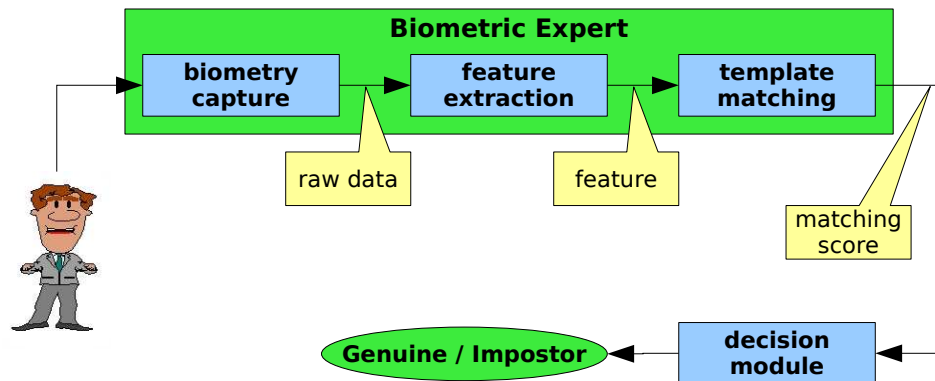 Biometric Expert
biometry
capture
feature
extraction
template
matching
raw data
feature
matching
score
Genuine / Impostor
decision
module